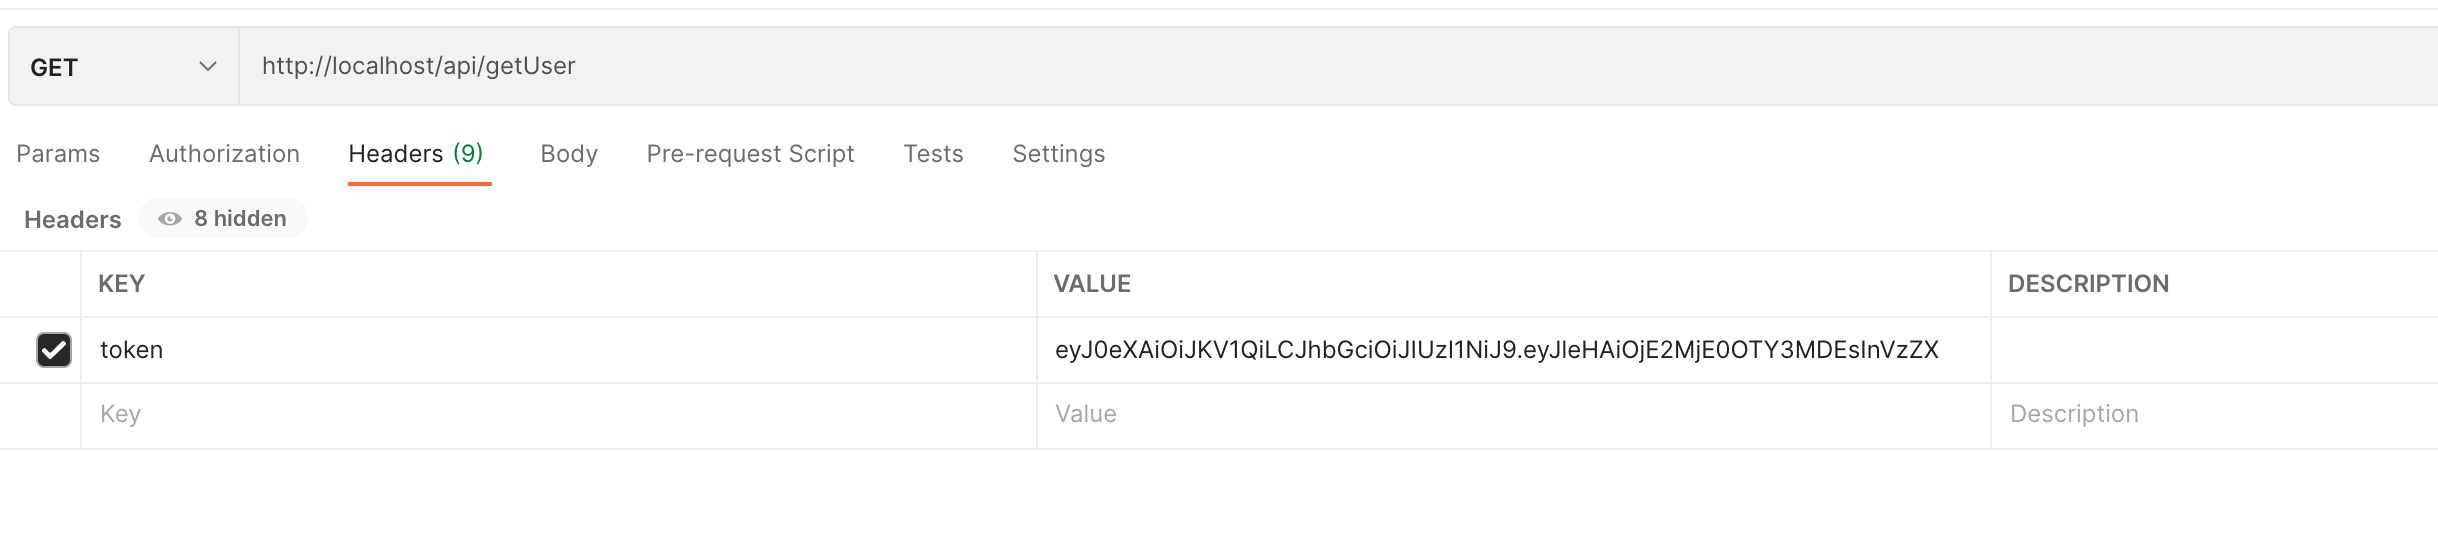 GET http://localhost/api/getUser
Params Authorization Headers (9) Body Pre-request Script Tests Settings
Headers 8 hidden
KEY VALUE DESCRIPTION
token eyJ0eXAiOiJKV1QiLCJhbGciOiJIUzI1NiJ9.eyJleHAiOjE2MjE0OTY3MDEsInVzZX
Key Value Description